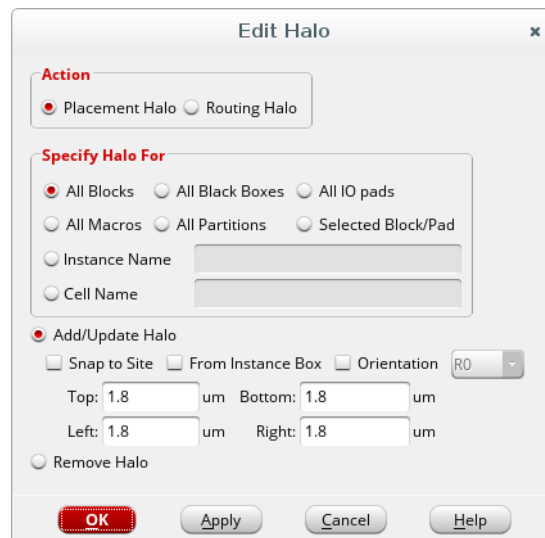 Edit Halo
Action
Placement Halo Routing Halo
Specify Halo For
All Blocks All Black Boxes All IO pads
All Macros All Partitions Selected Block/Pad
Instance Name
Cell Name
Add/Update Halo
Snap to Site From Instance Box Orientation R0
Top: 1.8 um Bottom: 1.8 um
Left: 1.8 um Right: 1.8 um
Remove Halo
OK Apply Cancel Help